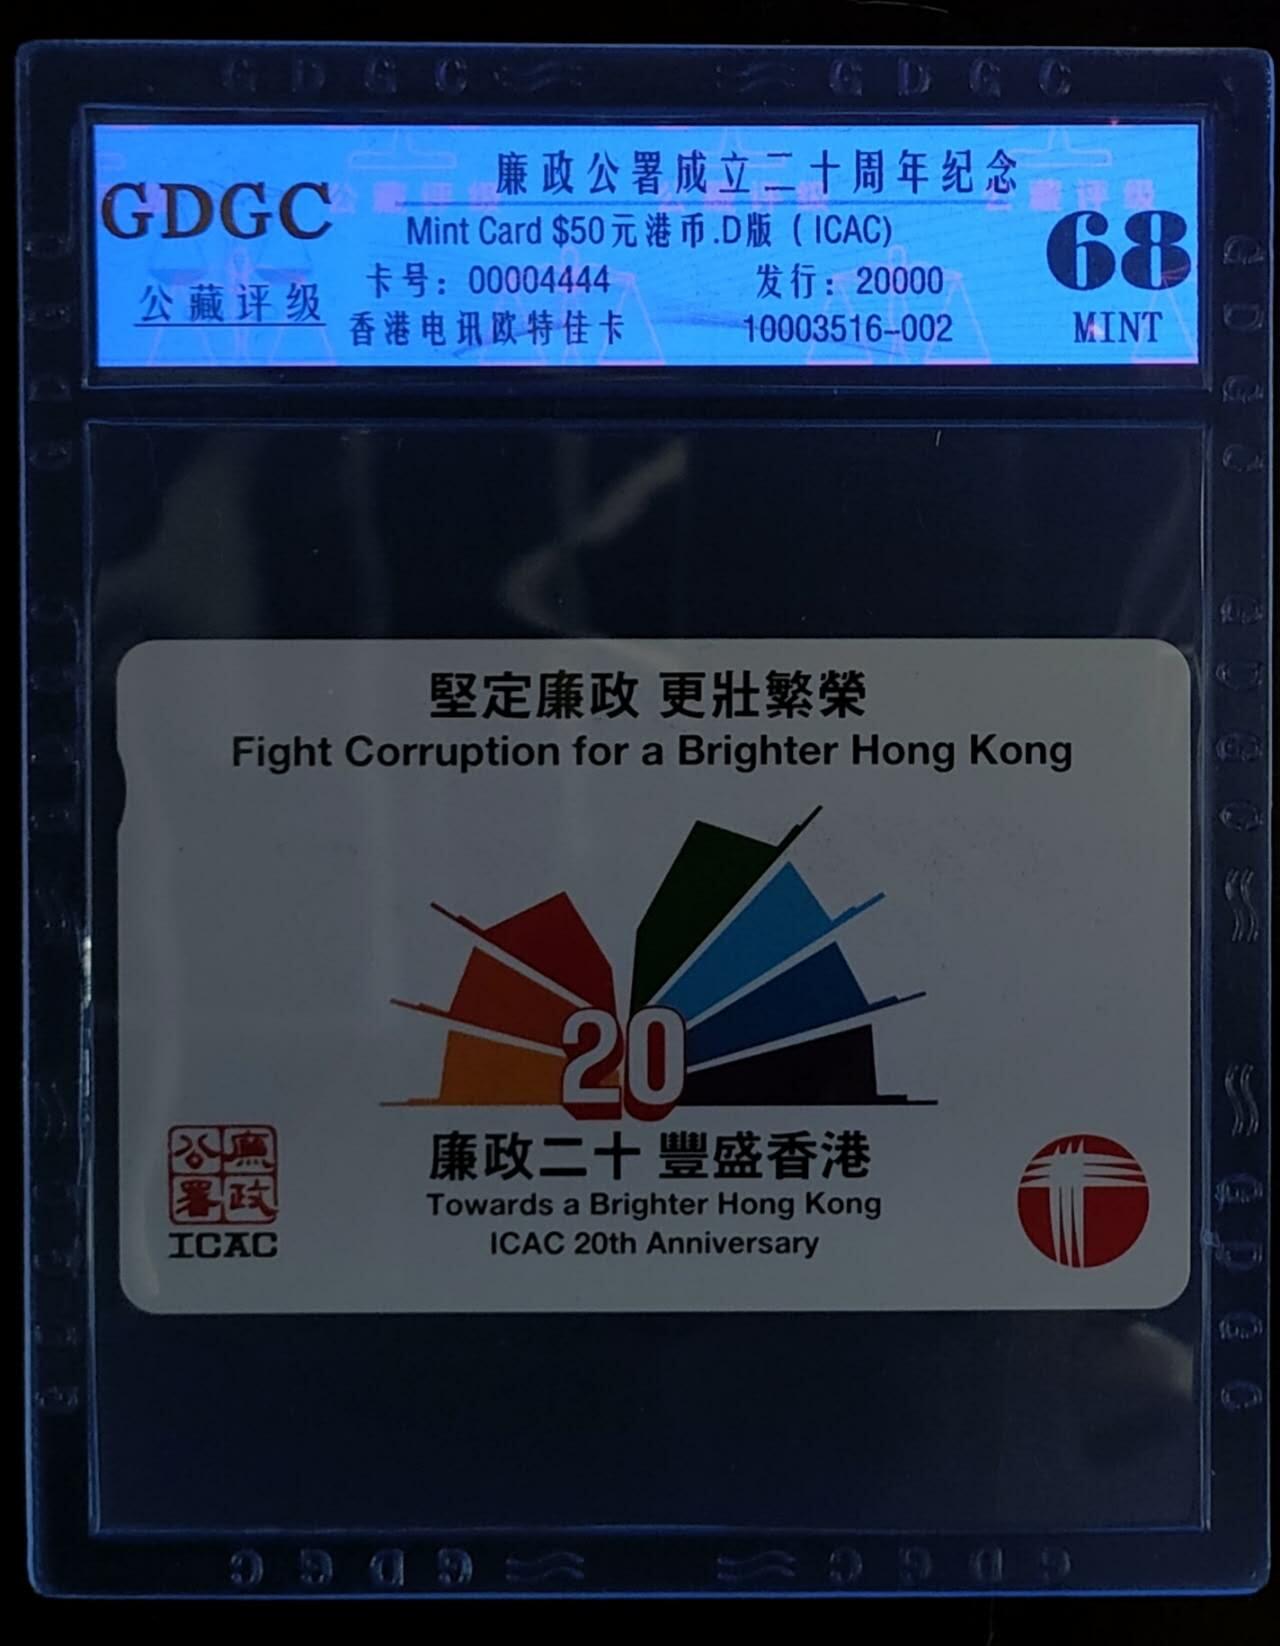 GDGC GDGC
廉政公署成立二十周年纪念
GDGC
公藏评级
Mint Card $50元港币.D版（ICAC)
卡号：00004444 发行：20000
香港电讯欧特佳卡 10003516-002
68
MINT
堅定廉政 更壯繁榮
Fight Corruption for a Brighter Hong Kong
20
廉政二十 豐盛香港
Towards a Brighter Hong Kong
ICAC 20th Anniversary
廉政公署
ICAC
GDGC GDGC